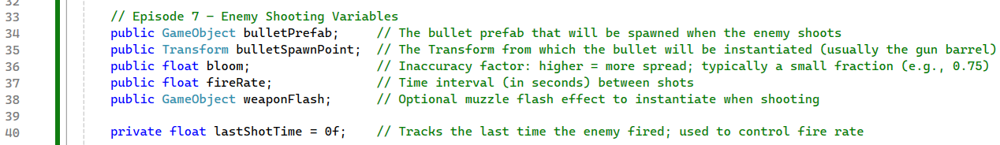 32
33 // Episode 7 – Enemy Shooting Variables
34 public GameObject bulletPrefab; // The bullet prefab that will be spawned when the enemy shoots
35 public Transform bulletSpawnPoint; // The Transform from which the bullet will be instantiated (usually the gun barrel)
36 public float bloom; // Inaccuracy factor: higher = more spread; typically a small fraction (e.g., 0.75)
37 public float fireRate; // Time interval (in seconds) between shots
38 public GameObject weaponFlash; // Optional muzzle flash effect to instantiate when shooting
39
40 private float lastShotTime = 0f; // Tracks the last time the enemy fired; used to control fire rate